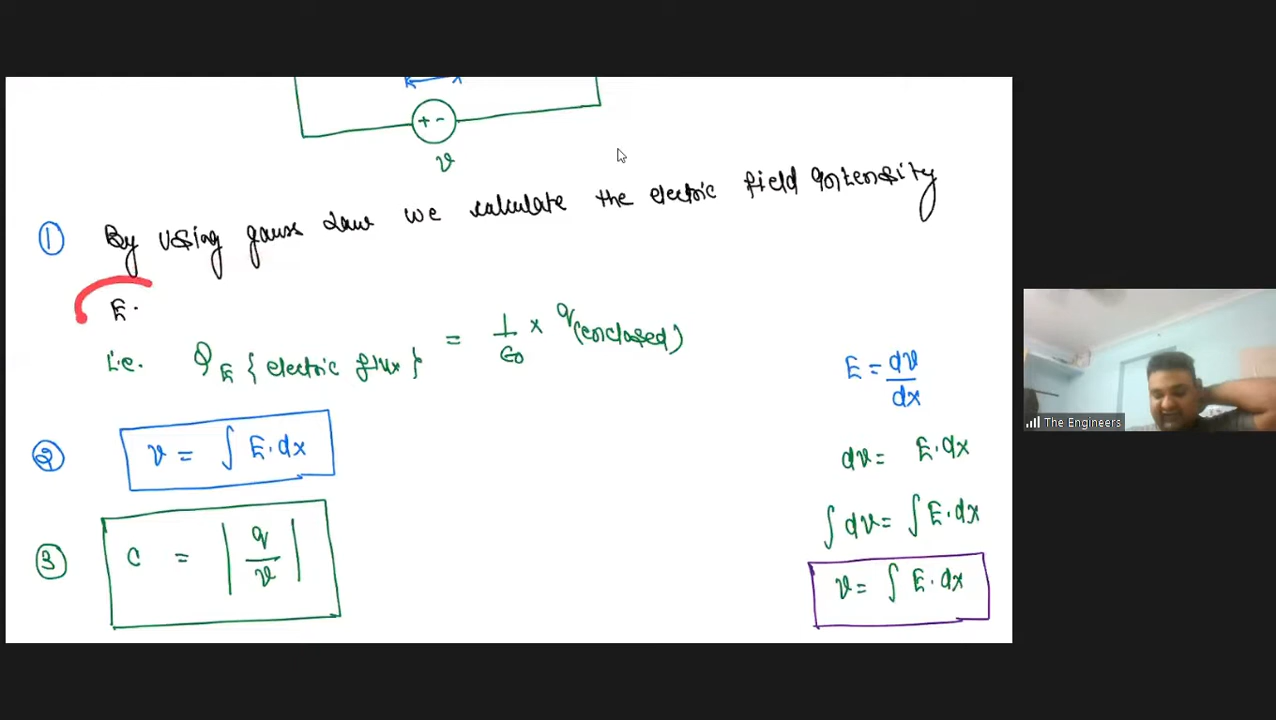 + -
v
① By using gauss law we calculate the electric field intensity
E.
i.e. Φ_E {electric flux} = 1/ε₀ × q(enclosed)
E = dv/dx
② v = ∫ E.dx
dv = E.dx
∫ dv = ∫ E.dx
③ c = | q/v |
v = ∫ E.dx
The Engineers